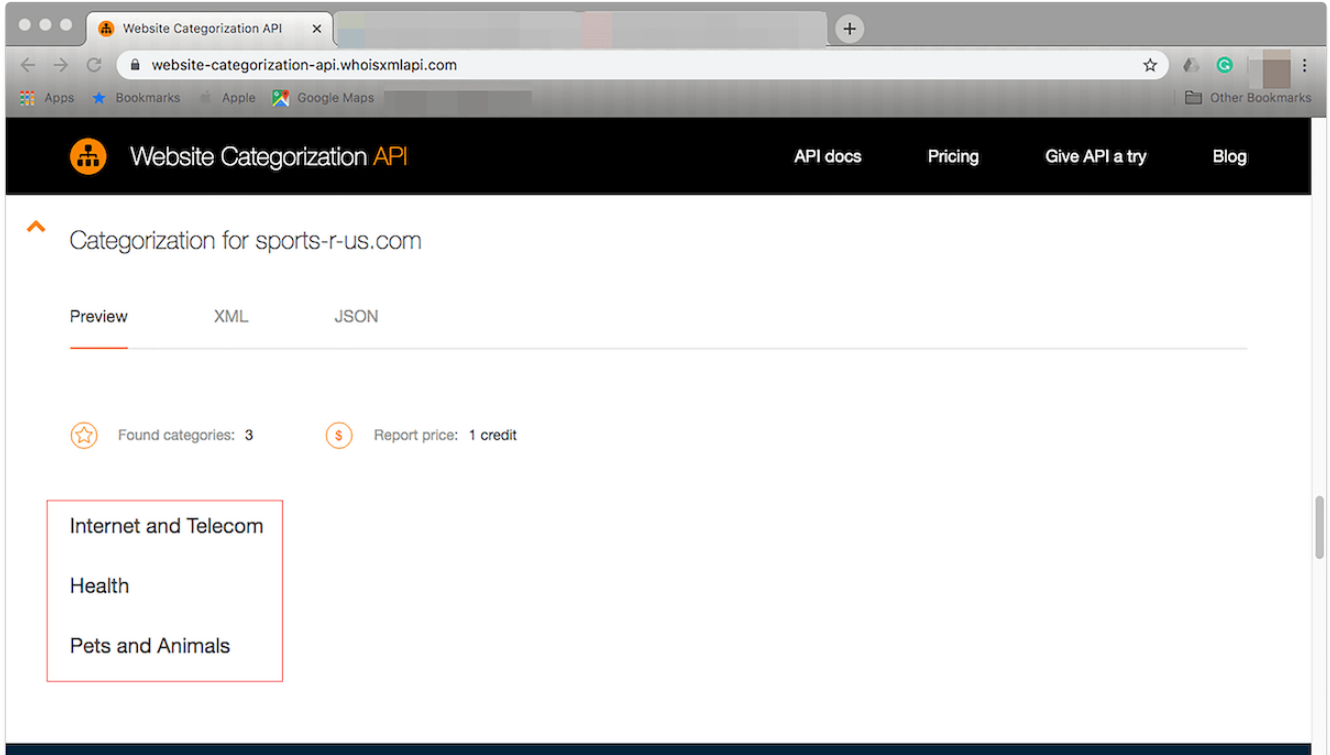 Website Categorization API
website-categorization-api.whoisxmlapi.com
Apps Bookmarks Apple Google Maps Other Bookmarks
Website Categorization API API docs Pricing Give API a try Blog
Categorization for sports-r-us.com
Preview XML JSON
Found categories: 3 Report price: 1 credit
Internet and Telecom
Health
Pets and Animals